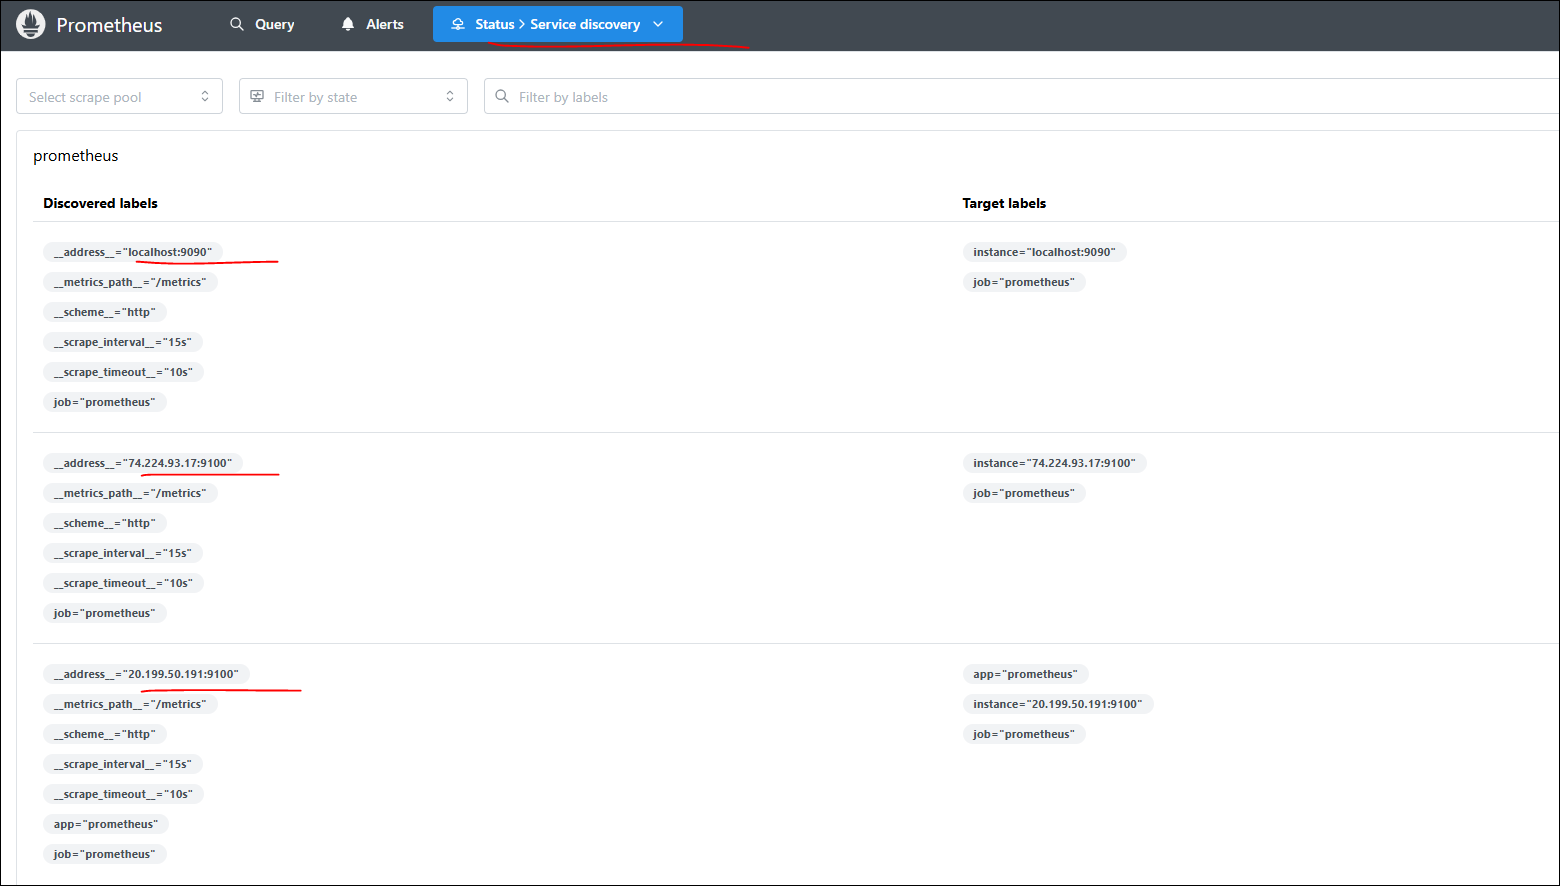 Prometheus
Query
Alerts
Status > Service discovery
Select scrape pool
Filter by state
Filter by labels
prometheus
Discovered labels
Target labels
__address__="localhost:9090"
instance="localhost:9090"
__metrics_path__="/metrics"
job="prometheus"
__scheme__="http"
__scrape_interval__="15s"
__scrape_timeout__="10s"
job="prometheus"
__address__="74.224.93.17:9100"
instance="74.224.93.17:9100"
__metrics_path__="/metrics"
job="prometheus"
__scheme__="http"
__scrape_interval__="15s"
__scrape_timeout__="10s"
job="prometheus"
__address__="20.199.50.191:9100"
app="prometheus"
__metrics_path__="/metrics"
instance="20.199.50.191:9100"
__scheme__="http"
job="prometheus"
__scrape_interval__="15s"
__scrape_timeout__="10s"
app="prometheus"
job="prometheus"